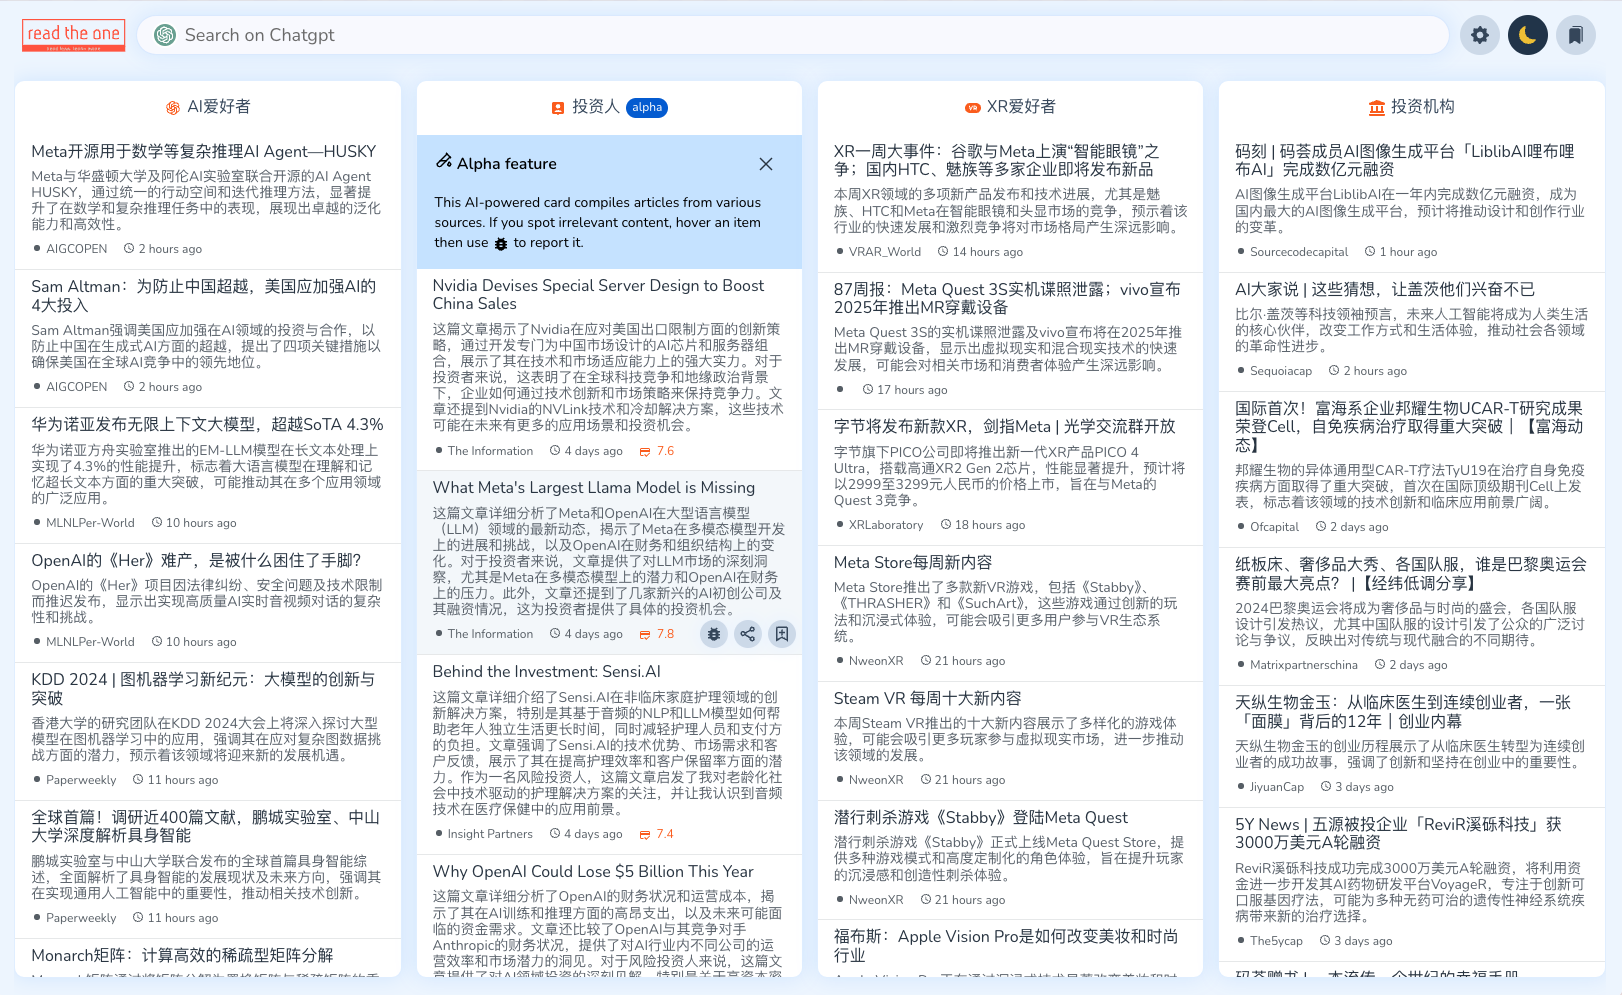 read the one
Search on Chatgpt
AI爱好者
Meta开源用于数学等复杂推理AI Agent—HUSKY
Meta与华盛顿大学及阿伦AI实验室联合开源的AI Agent
HUSKY，通过统一的行动空间和迭代推理方法，显著提
升了在数学和复杂推理任务中的表现，展现出卓越的泛化
能力和高效性。
AIGCOPEN 2 hours ago
Sam Altman：为防止中国超越，美国应加强AI的
4大投入
Sam Altman强调美国应加强在AI领域的投资与合作，以
防止中国在生成式AI方面的超越，提出了四项关键措施以
确保美国在全球AI竞争中的领先地位。
AIGCOPEN 2 hours ago
华为诺亚发布无限上下文大模型，超越SoTA 4.3%
华为诺亚方舟实验室推出的EM-LLM模型在长文本处理上
实现了4.3%的性能提升，标志着大语言模型在理解和记
忆超长文本方面的重大突破，可能推动其在多个应用领域
的广泛应用。
MLNLPer-World 10 hours ago
OpenAI的《Her》难产，是被什么困住了手脚？
OpenAI的《Her》项目因法律纠纷、安全问题及技术限制
而推迟发布，显示出实现高质量AI实时音视频对话的复杂
性和挑战。
MLNLPer-World 10 hours ago
KDD 2024 | 图机器学习新纪元：大模型的创新与
突破
香港大学的研究团队在KDD 2024大会上将深入探讨大型
模型在图机器学习中的应用，强调其在应对复杂图数据挑
战方面的潜力，预示着该领域将迎来新的发展机遇。
Paperweekly 11 hours ago
全球首篇！调研近400篇文献，鹏城实验室、中山
大学深度解析具身智能
鹏城实验室与中山大学联合发布的全球首篇具身智能综
述，全面解析了具身智能的发展现状及未来方向，强调其
在实现通用人工智能中的重要性，推动相关技术创新。
Paperweekly 11 hours ago
Monarch矩阵：计算高效的稀疏型矩阵分解
投资人 alpha
Alpha feature
This AI-powered card compiles articles from various
sources. If you spot irrelevant content, hover an item
then use to report it.
Nvidia Devises Special Server Design to Boost
China Sales
这篇文章揭示了Nvidia在应对美国出口限制方面的创新策
略，通过开发专门为中国市场设计的AI芯片和服务器组
合，展示了其在技术和市场适应能力上的强大实力。对于
投资者来说，这表明了在全球科技竞争和地缘政治背景
下，企业如何通过技术创新和市场策略来保持竞争力。文
章还提到Nvidia的NVLink技术和冷却解决方案，这些技术
可能在未来有更多的应用场景和投资机会。
The Information 4 days ago 7.6
What Meta's Largest Llama Model is Missing
这篇文章详细分析了Meta和OpenAI在大型语言模型
（LLM）领域的最新动态，揭示了Meta在多模态模型开发
上的进展和挑战，以及OpenAI在财务和组织结构上的变
化。对于投资者来说，文章提供了对LLM市场的深刻洞
察，尤其是Meta在多模态模型上的潜力和OpenAI在财务
上的压力。此外，文章还提到了几家新兴的AI初创公司及
其融资情况，这为投资者提供了具体的投资机会。
The Information 4 days ago 7.8
Behind the Investment: Sensi.AI
这篇文章详细介绍了Sensi.AI在非临床家庭护理领域的创
新解决方案，特别是其基于音频的NLP和LLM模型如何帮
助老年人独立生活更长时间，同时减轻护理人员和支付方
的负担。文章强调了Sensi.AI的技术优势、市场需求和客
户反馈，展示了其在提高护理效率和客户保留率方面的潜
力。作为一名风险投资人，这篇文章启发了我对老龄化社
会中技术驱动的护理解决方案的关注，并让我认识到音频
技术在医疗保健中的应用前景。
Insight Partners 4 days ago 7.4
Why OpenAI Could Lose $5 Billion This Year
这篇文章详细分析了OpenAI的财务状况和运营成本，揭
示了其在AI训练和推理方面的高昂支出，以及未来可能面
临的资金需求。文章还比较了OpenAI与其竞争对手
Anthropic的财务状况，提供了对AI行业内不同公司的运
营效率和市场潜力的洞见。对于风险投资人来说，这篇文
章提供了对AI领域投资的深刻见解，特别是关于高资本密
XR爱好者
XR一周大事件：谷歌与Meta上演“智能眼镜”之
争；国内HTC、魅族等多家企业即将发布新品
本周XR领域的多项新产品发布和技术进展，尤其是魅
族、HTC和Meta在智能眼镜和头显市场的竞争，预示着该
行业的快速发展和激烈竞争将对市场格局产生深远影响。
VRAR_World 14 hours ago
87周报：Meta Quest 3S实机谍照泄露；vivo宣布
2025年推出MR穿戴设备
Meta Quest 3S的实机谍照泄露及vivo宣布将在2025年推
出MR穿戴设备，显示出虚拟现实和混合现实技术的快速
发展，可能会对相关市场和消费者体验产生深远影响。
17 hours ago
字节将发布新款XR，剑指Meta | 光学交流群开放
字节旗下PICO公司即将推出新一代XR产品PICO 4
Ultra，搭载高通XR2 Gen 2芯片，性能显著提升，预计将
以2999至3299元人民币的价格上市，旨在与Meta的
Quest 3竞争。
XRLaboratory 18 hours ago
Meta Store每周新内容
Meta Store推出了多款新VR游戏，包括《Stabby》、
《THRASHER》和《SuchArt》，这些游戏通过创新的玩
法和沉浸式体验，可能会吸引更多用户参与VR生态系
统。
NweonXR 21 hours ago
Steam VR 每周十大新内容
本周Steam VR推出的十大新内容展示了多样化的游戏体
验，可能会吸引更多玩家参与虚拟现实市场，进一步推动
该领域的发展。
NweonXR 21 hours ago
潜行刺杀游戏《Stabby》登陆Meta Quest
潜行刺杀游戏《Stabby》正式上线Meta Quest Store，提
供多种游戏模式和高度定制化的角色体验，旨在提升玩家
的沉浸感和创造性刺杀体验。
NweonXR 21 hours ago
福布斯：Apple Vision Pro是如何改变美妆和时尚
行业
投资机构
码刻 | 码荟成员AI图像生成平台「LiblibAI哩布哩
布AI」完成数亿元融资
AI图像生成平台LiblibAI在一年内完成数亿元融资，成为
国内最大的AI图像生成平台，预计将推动设计和创作行业
的变革。
Sourcecodecapital 1 hour ago
AI大家说 | 这些猜想，让盖茨他们兴奋不已
比尔·盖茨等科技领袖预言，未来人工智能将成为人类生活
的核心伙伴，改变工作方式和生活体验，推动社会各领域
的革命性进步。
Sequoiacap 2 hours ago
国际首次！富海系企业邦耀生物UCAR-T研究成果
荣登Cell，自免疾病治疗取得重大突破｜【富海动
态】
邦耀生物的异体通用型CAR-T疗法TyU19在治疗自身免疫
疾病方面取得了重大突破，首次在国际顶级期刊Cell上发
表，标志着该领域的技术创新和临床应用前景广阔。
Ofcapital 2 days ago
纸板床、奢侈品大秀、各国队服，谁是巴黎奥运会
赛前最大亮点？ |【经纬低调分享】
2024巴黎奥运会将成为奢侈品与时尚的盛会，各国队服
设计引发热议，尤其中国队服的设计引发了公众的广泛讨
论与争议，反映出对传统与现代融合的不同期待。
Matrixpartnerschina 2 days ago
天纵生物金玉：从临床医生到连续创业者，一张
「面膜」背后的12年｜创业内幕
天纵生物金玉的创业历程展示了从临床医生转型为连续创
业者的成功故事，强调了创新和坚持在创业中的重要性。
JiyuanCap 3 days ago
5Y News | 五源被投企业「ReviR溪砾科技」获
3000万美元A轮融资
ReviR溪砾科技成功完成3000万美元A轮融资，将利用资
金进一步开发其AI药物研发平台VoyageR，专注于创新可
口服基因疗法，可能为多种无药可治的遗传性神经系统疾
病带来新的治疗选择。
The5ycap 3 days ago